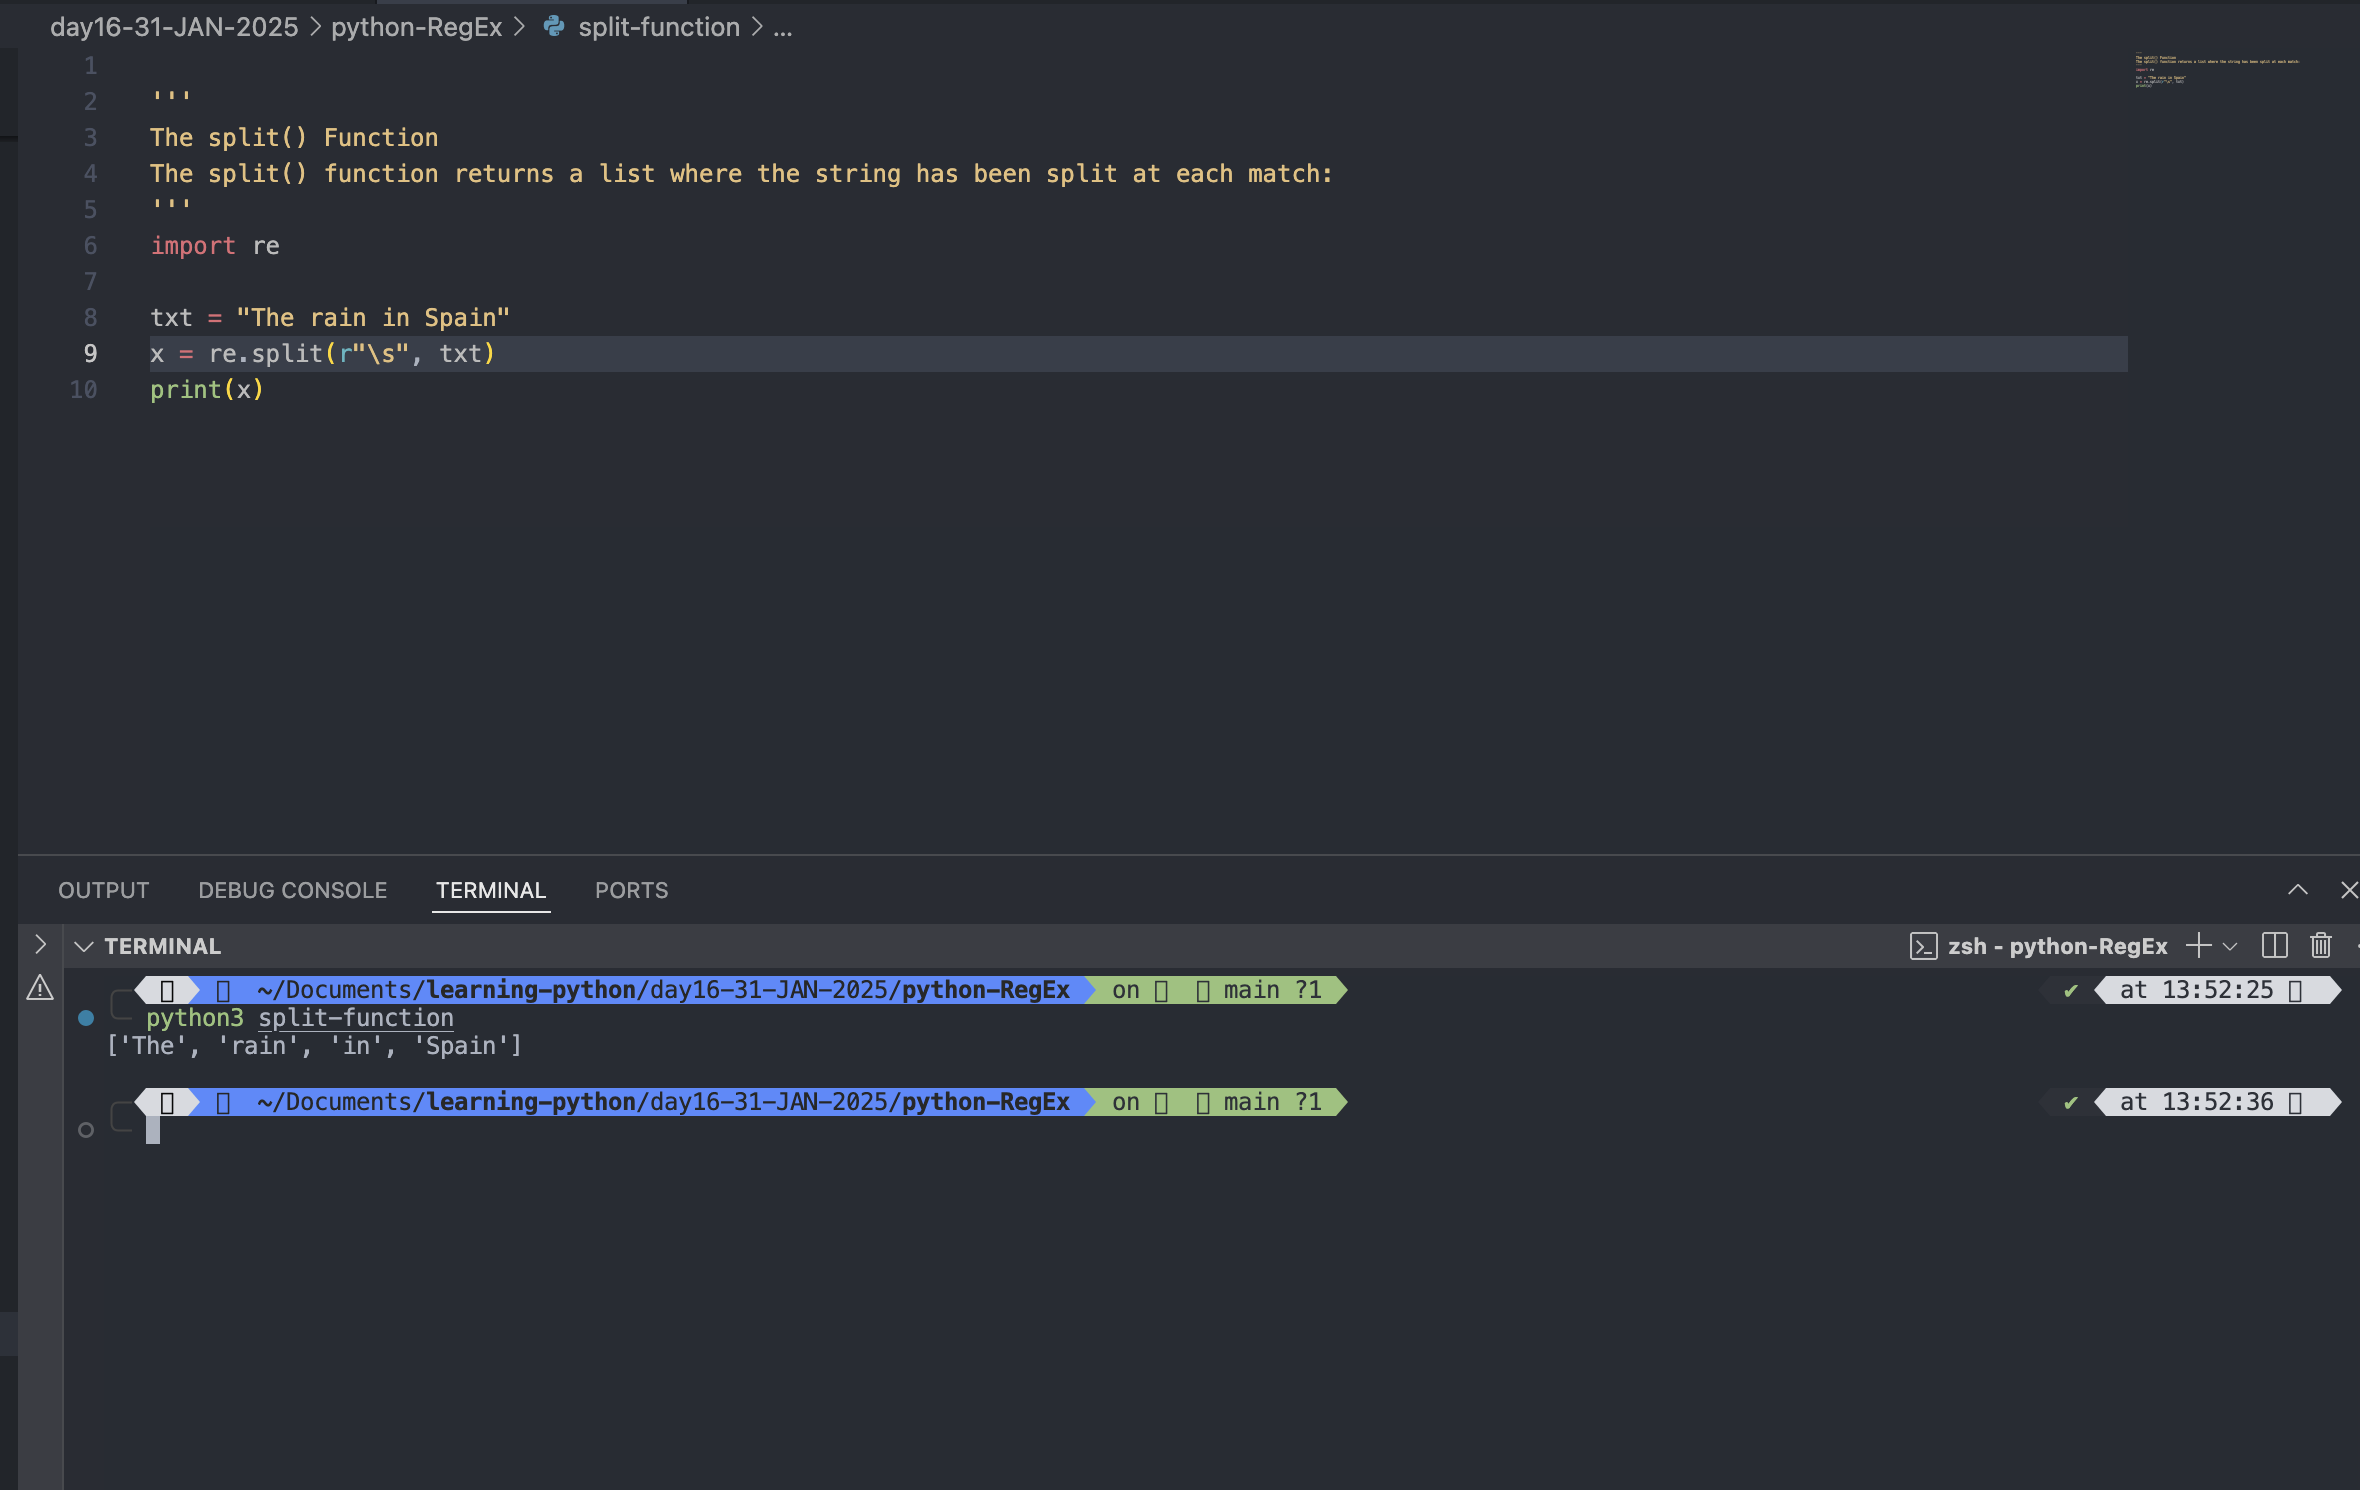 day16-31-JAN-2025 > python-RegEx > split-function > ...
1
2 '''
3 The split() Function
4 The split() function returns a list where the string has been split at each match:
5 '''
6 import re
7
8 txt = "The rain in Spain"
9 x = re.split(r"\s", txt)
10 print(x)
OUTPUT DEBUG CONSOLE TERMINAL PORTS
TERMINAL zsh - python-RegEx
~/Documents/learning-python/day16-31-JAN-2025/python-RegEx on main ?1 ✔ at 13:52:25
python3 split-function
['The', 'rain', 'in', 'Spain']
~/Documents/learning-python/day16-31-JAN-2025/python-RegEx on main ?1 ✔ at 13:52:36